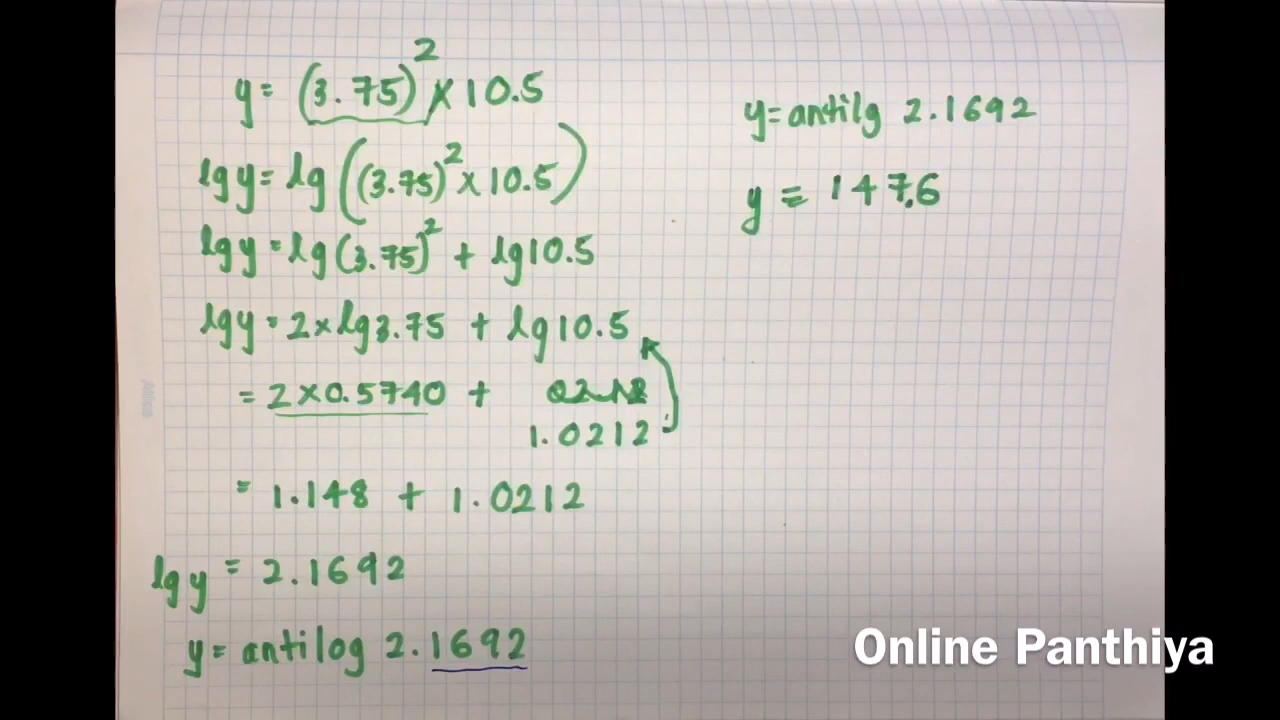 y = (3.75)² × 10.5
lg y = lg ((3.75)² × 10.5)
lg y = lg (3.75)² + lg 10.5
lg y = 2 × lg 3.75 + lg 10.5
= 2 × 0.5740 +
1.0212
= 1.148 + 1.0212
lg y = 2.1692
y = antilog 2.1692
y = antilg 2.1692
y = 147.6
Online Panthiya